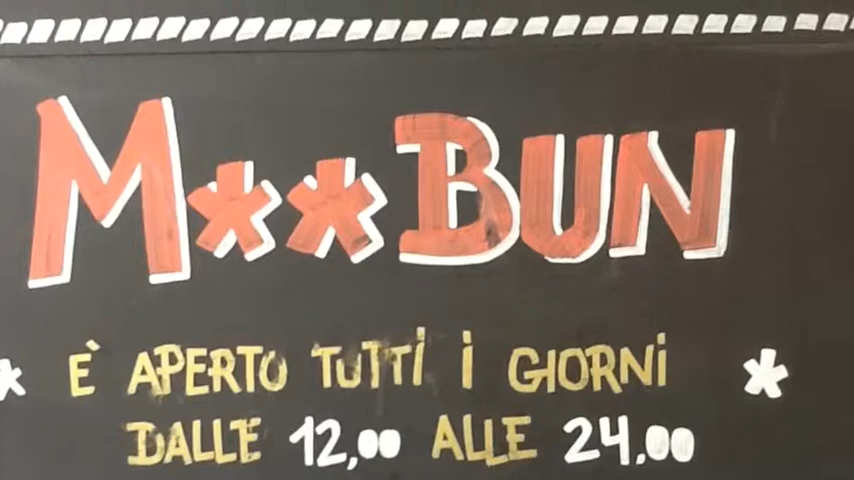 M**BUN
* È APERTO TUTTI I GIORNI *
DALLE 12,00 ALLE 24,00